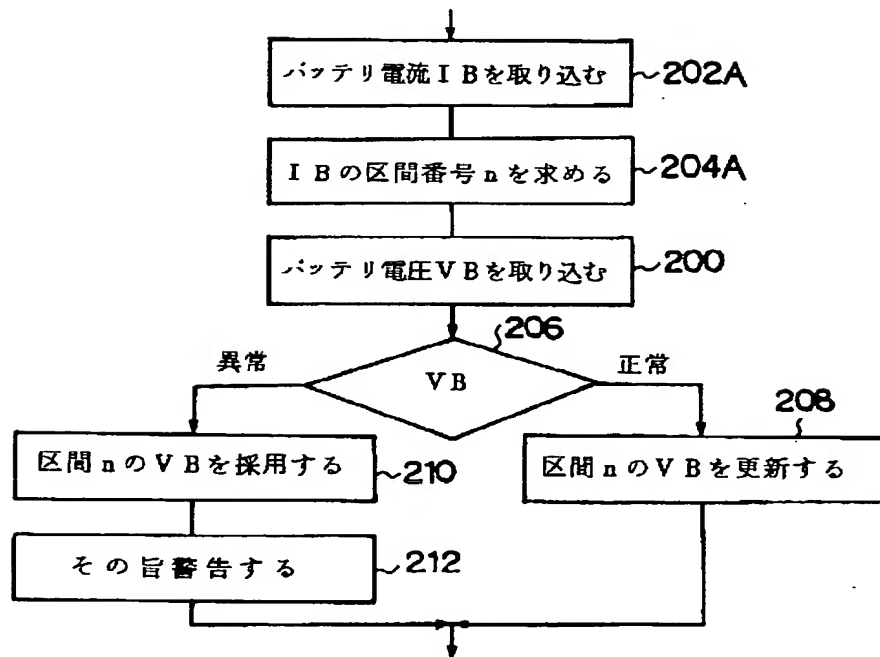 バッテリ電流IBを取り込む
202A
IBの区間番号nを求める
204A
バッテリ電圧VBを取り込む
200
206
異常
VB
正常
208
区間nのVBを採用する
210
区間nのVBを更新する
その旨警告する
212